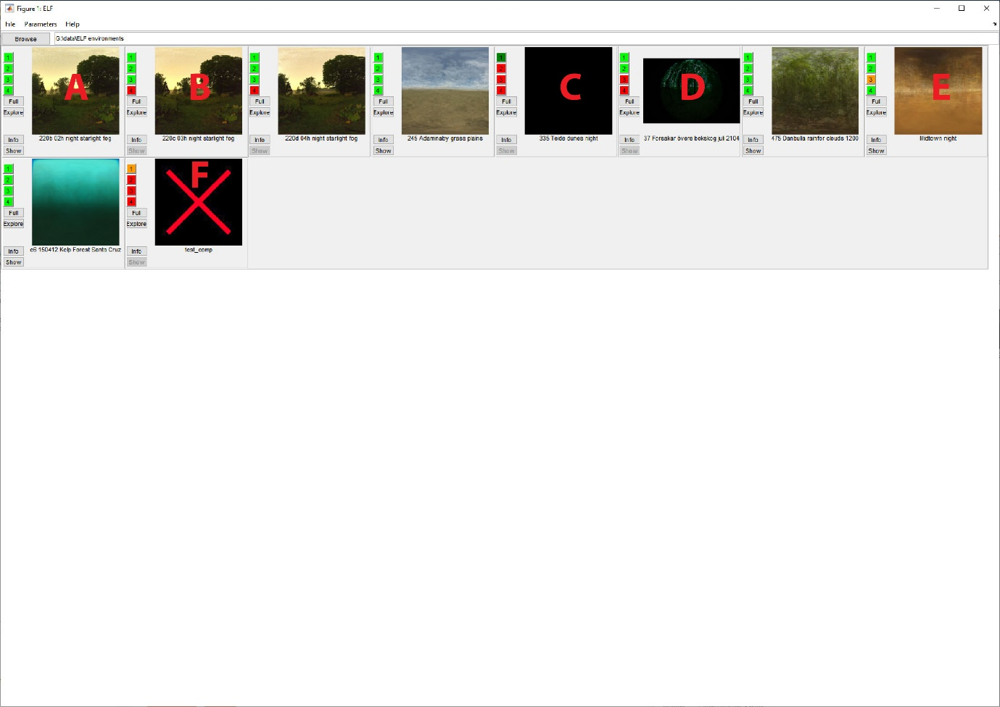 Figure 1: ELF
File Parameters Help
Browse G:\data\ELF environments
1 1 1 1 1 1 1 1
2 2 2 2 2 2 2 2
3 3 3 3 3 3 3 3
4 4 4 4 4 4 4 4
A B C D E
Full Full Full Full Full Full Full Full
Explore Explore Explore Explore Explore Explore Explore Explore
Info Info Info Info Info Info Info Info
220b 02h night starlight fog 220c 03h night starlight fog 220d 04h night starlight fog 245 Adaminaby grass plains 335 Teide dunes night 37 Forsakar övere bokskog juli 2104 475 Danbulla rainfor clouds 1200 Midtown night
Show Show Show Show Show Show Show Show
1 1
2 2
3 3
4 4
F
Full Full
Explore Explore
Info Info
e6 150412 Kelp Forest Santa Cruz test_comp
Show Show